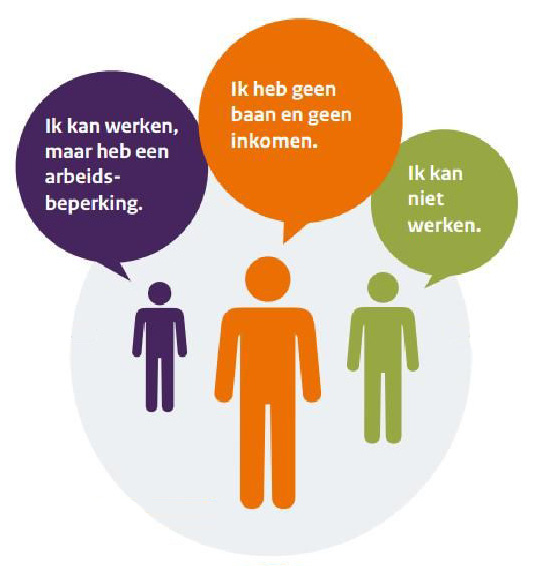 Ik kan werken,
maar heb een
arbeids-
beperking.
Ik heb geen
baan en geen
inkomen.
Ik kan
niet
werken.